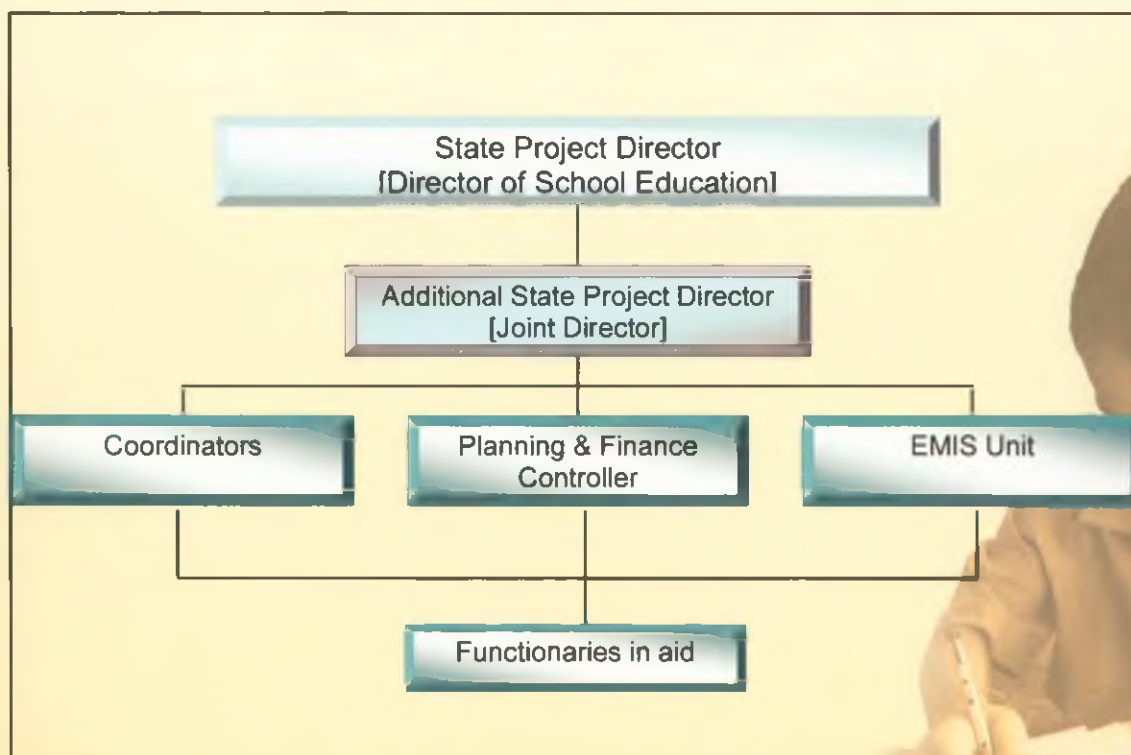 State Project Director
[Director of School Education]
Additional State Project Director
[Joint Director]
Coordinators
Planning & Finance
Controller
EMIS Unit
Functionaries in aid